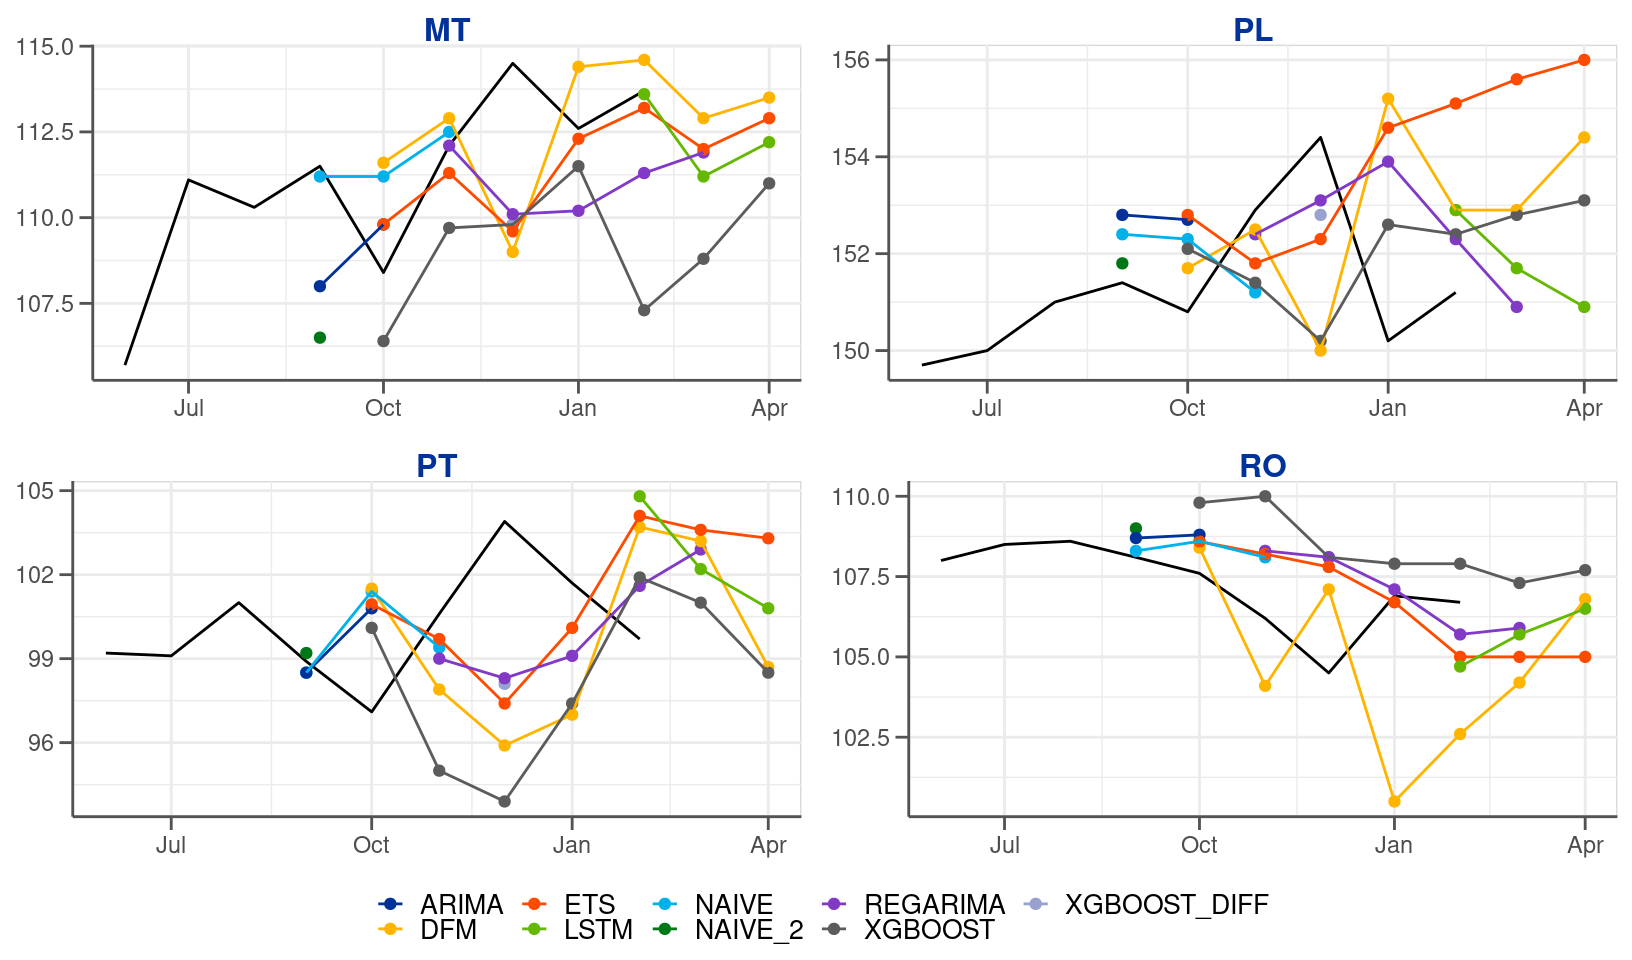 MT
115.0
112.5
110.0
107.5
Jul Oct Jan Apr
PL
156
154
152
150
Jul Oct Jan Apr
PT
105
102
99
96
Jul Oct Jan Apr
RO
110.0
107.5
105.0
102.5
Jul Oct Jan Apr
ARIMA ETS NAIVE REGARIMA XGBOOST_DIFF
DFM LSTM NAIVE_2 XGBOOST